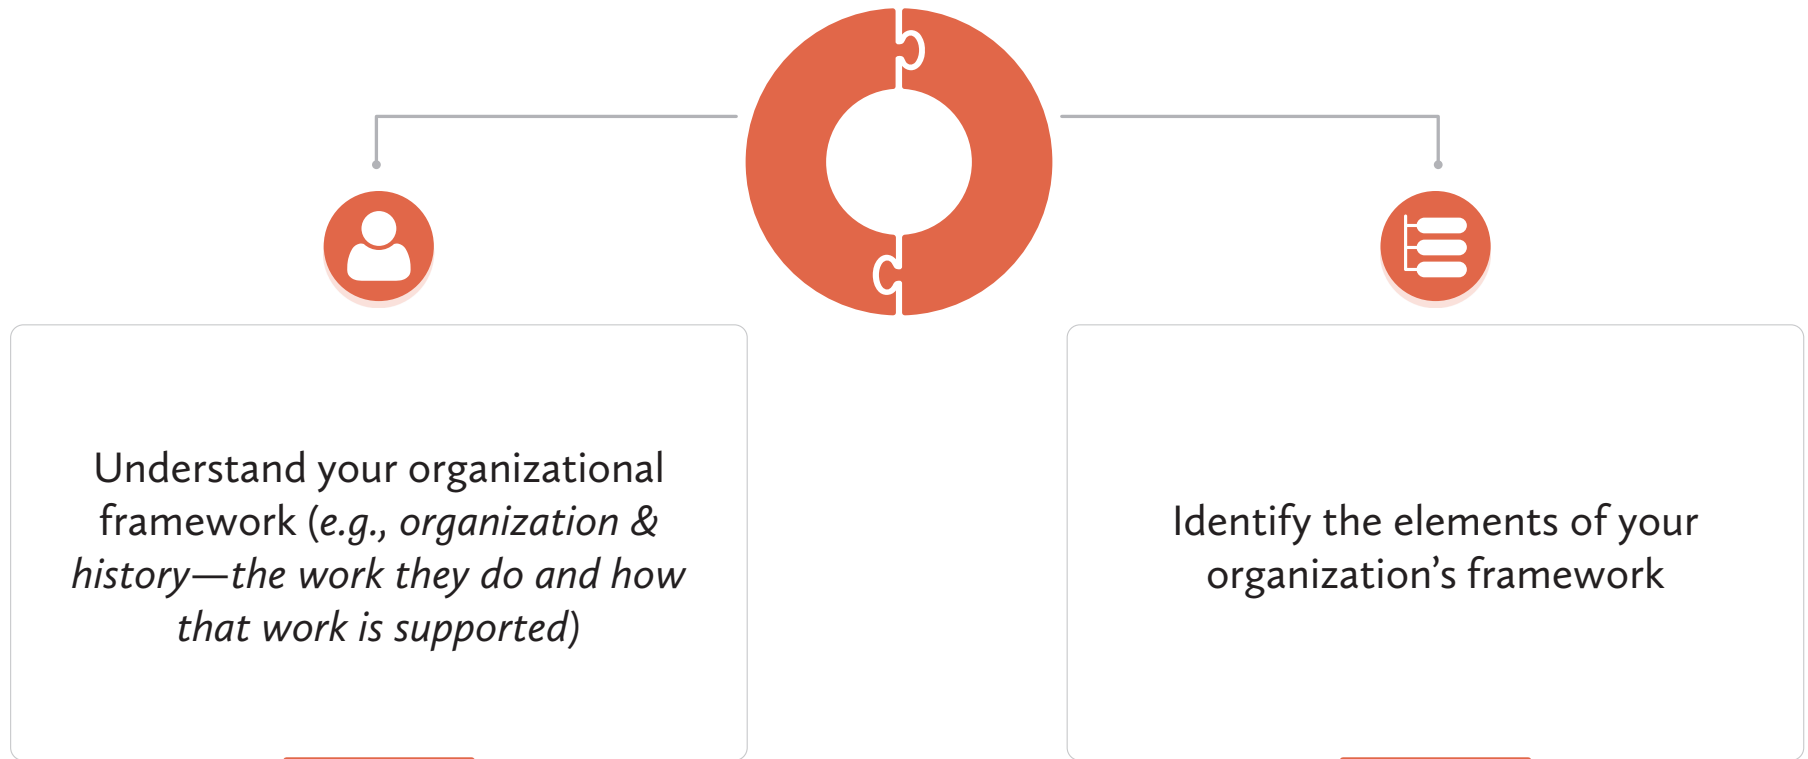 Understand your organizational
framework (e.g., organization &
history—the work they do and how
that work is supported)
Identify the elements of your
organization’s framework